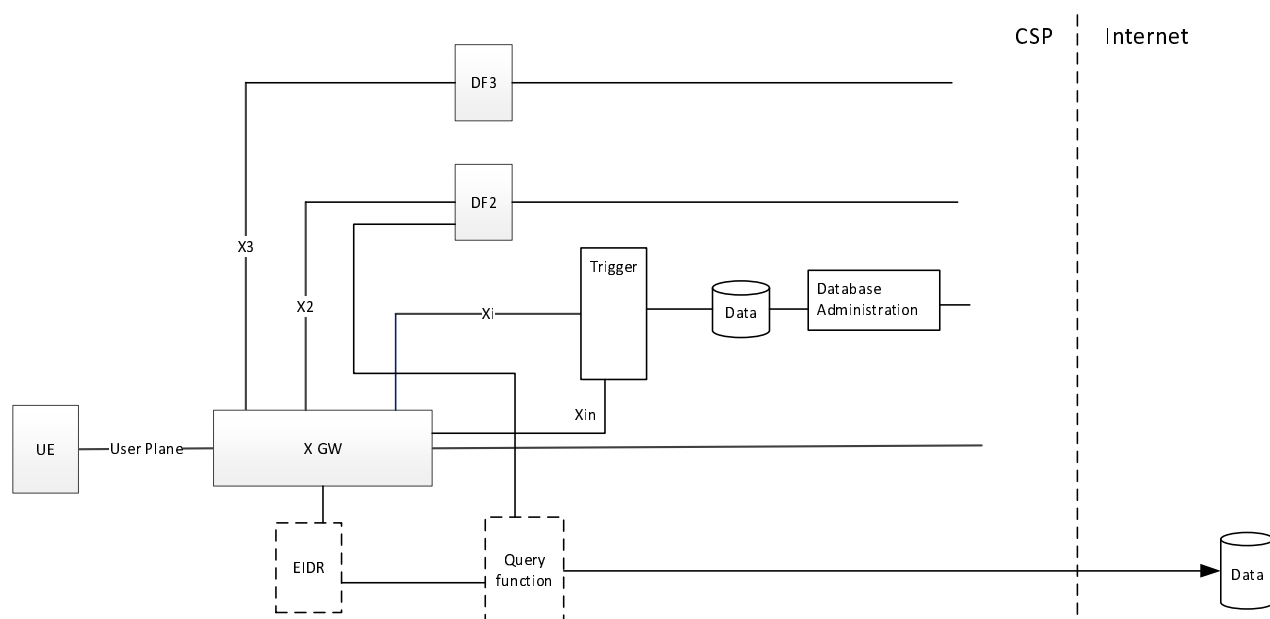 CSP
Internet
DF3
DF2
X3
Trigger
Database
Administration
X2
Xi
Data
Xin
UE
User Plane
X GW
EIDR
Query
function
Data